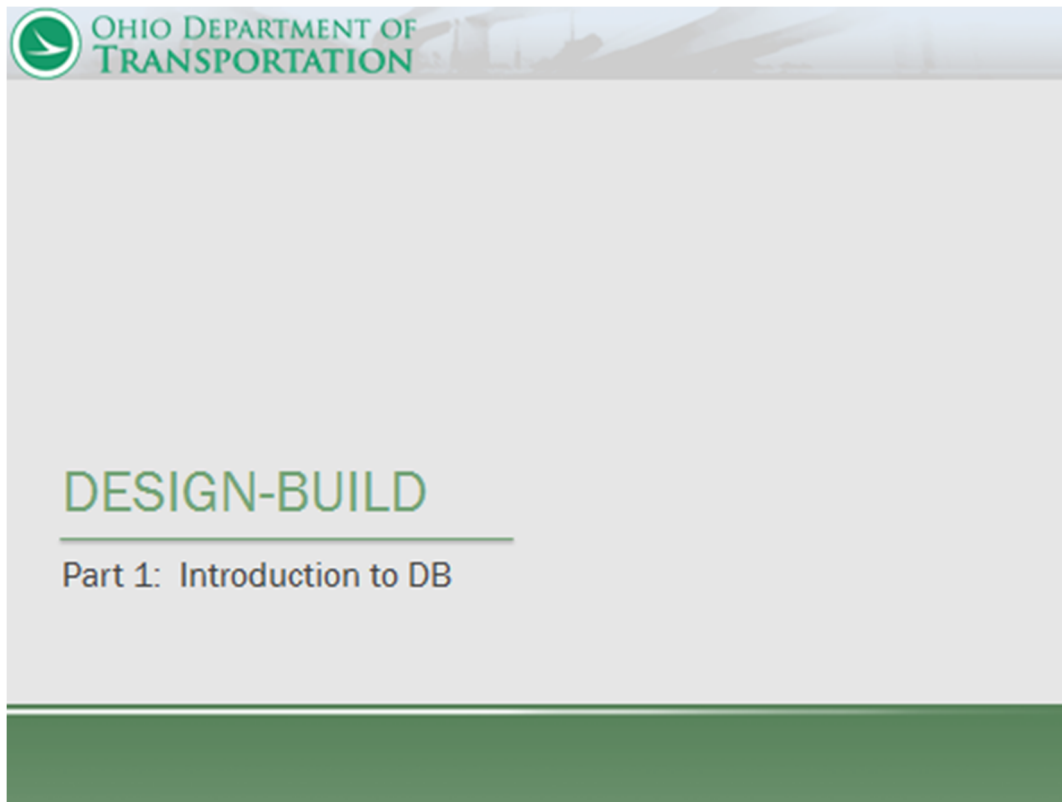 OHIO DEPARTMENT OF
TRANSPORTATION
DESIGN-BUILD
Part 1:  Introduction to DB